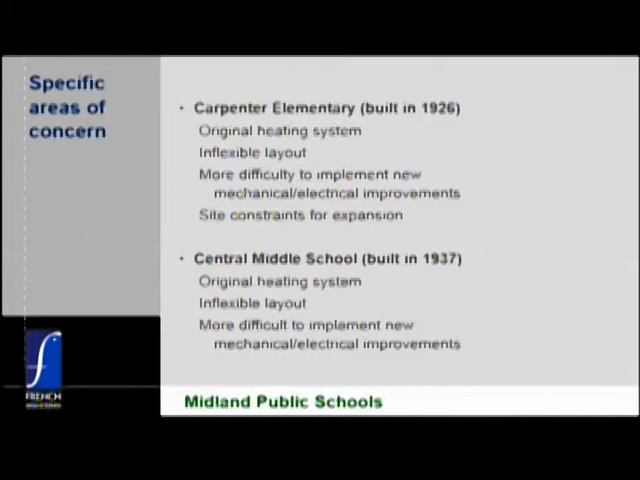 Specific
areas of
concern
• Carpenter Elementary (built in 1926)
Original heating system
Inflexible layout
More difficulty to implement new
mechanical/electrical improvements
Site constraints for expansion
• Central Middle School (built in 1937)
Original heating system
Inflexible layout
More difficult to implement new
mechanical/electrical improvements
f
FRENCH
Midland Public Schools